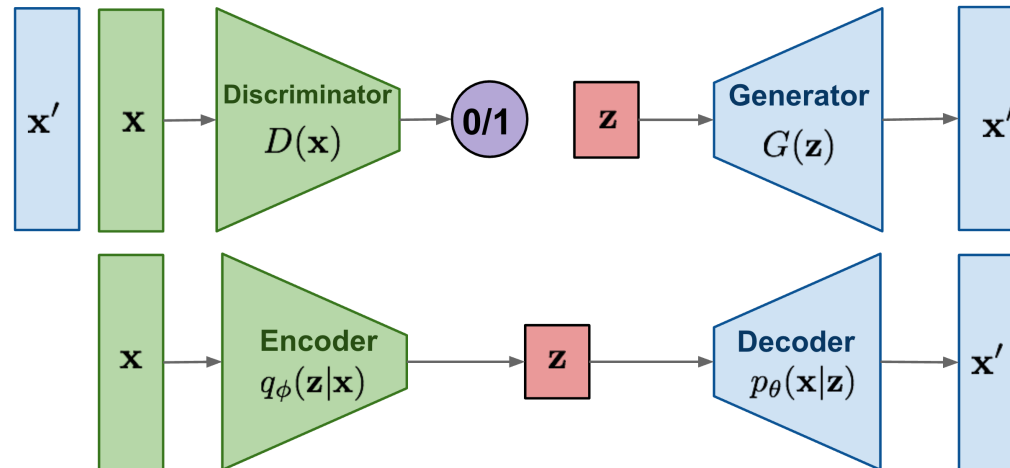 x′
x
Discriminator
D(x)
0/1
z
Generator
G(z)
x′
x
Encoder
qϕ(z|x)
z
Decoder
pθ(x|z)
x′